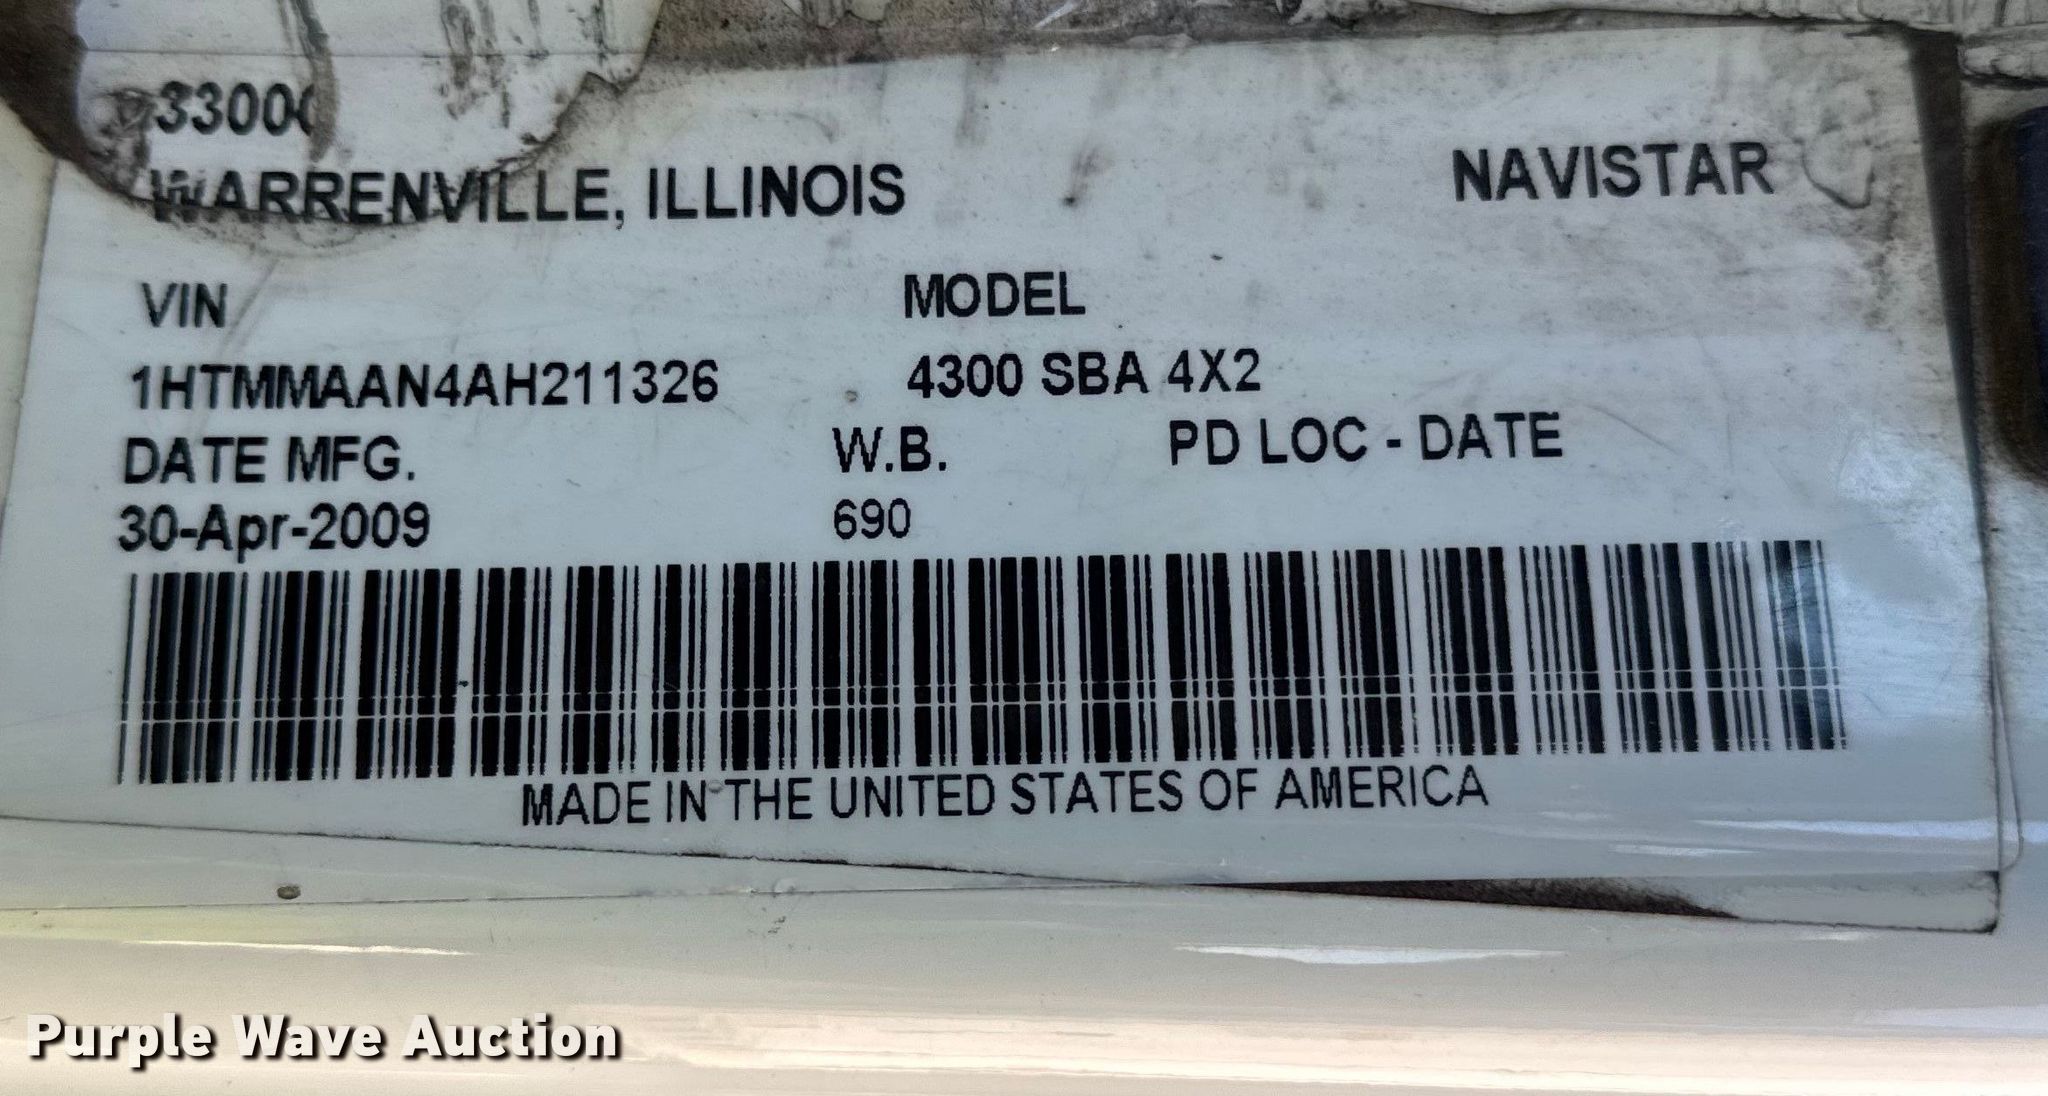 WARRENVILLE, ILLINOIS NAVISTAR
VIN MODEL
1HTMMAAN4AH211326 4300 SBA 4X2
DATE MFG. W.B. PD LOC - DATE
30-Apr-2009 690
MADE IN THE UNITED STATES OF AMERICA
Purple Wave Auction